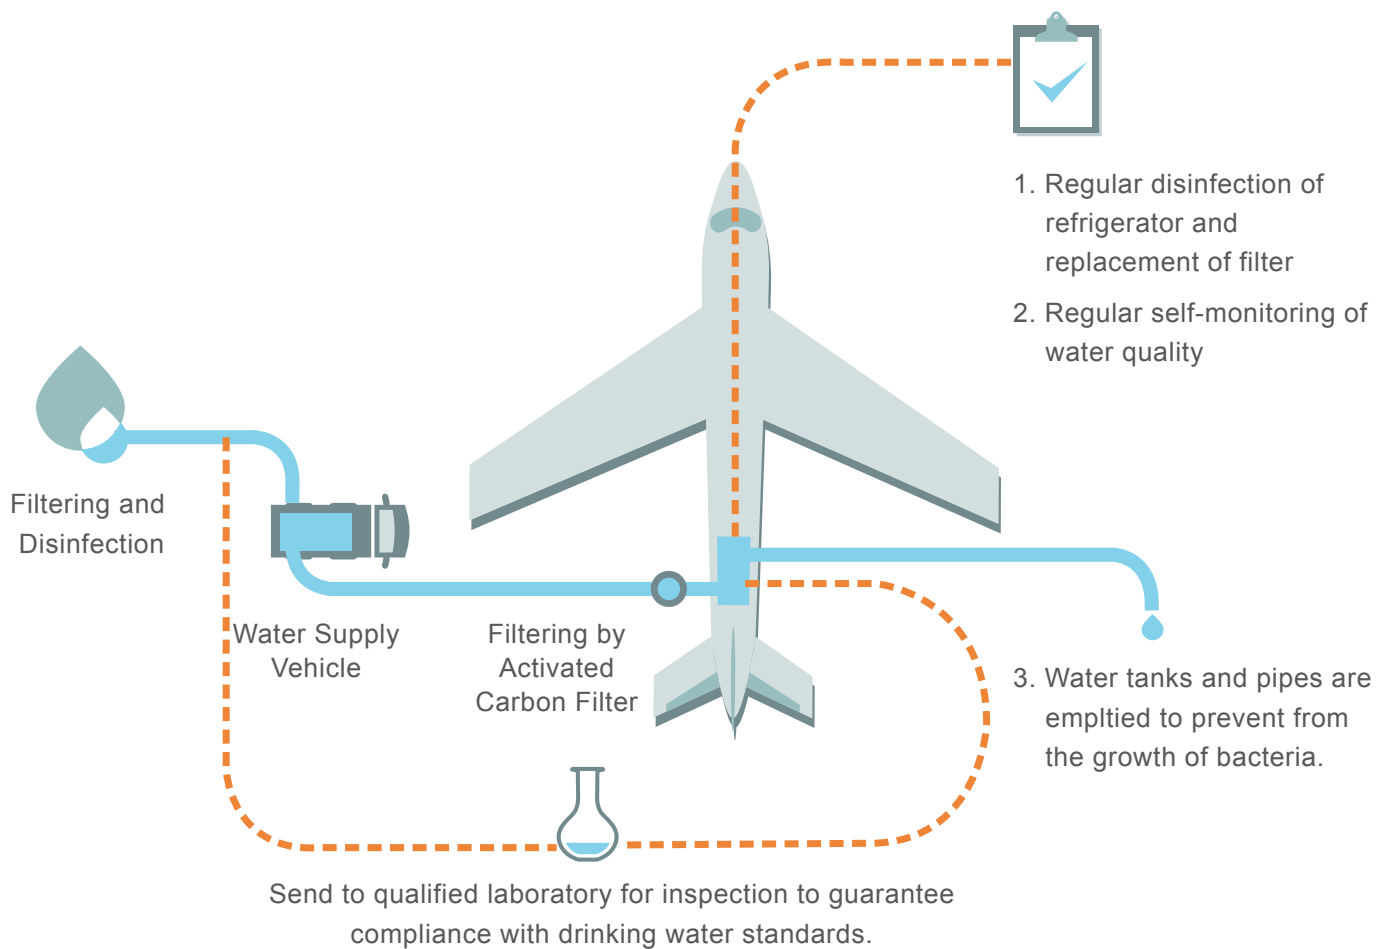 1. Regular disinfection of
refrigerator and
replacement of filter
2. Regular self-monitoring of
water quality
Filtering and
Disinfection
Water Supply
Vehicle
Filtering by
Activated
Carbon Filter
3. Water tanks and pipes are
empltied to prevent from
the growth of bacteria.
Send to qualified laboratory for inspection to guarantee
compliance with drinking water standards.